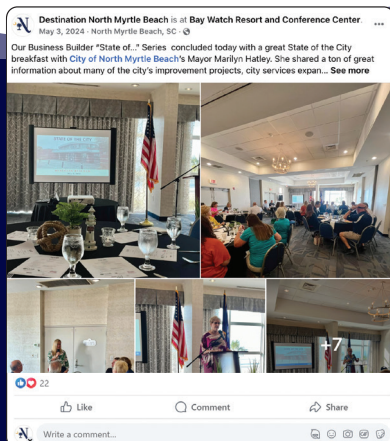 Destination North Myrtle Beach is at Bay Watch Resort and Conference Center.
May 3, 2024 · North Myrtle Beach, SC ·
Our Business Builder "State of..." Series concluded today with a great State of the City
breakfast with City of North Myrtle Beach's Mayor Marilyn Hatley. She shared a ton of great
information about many of the city's improvement projects, city services expan... See more
+7
22
Like
Comment
Share
Write a comment...
GIF